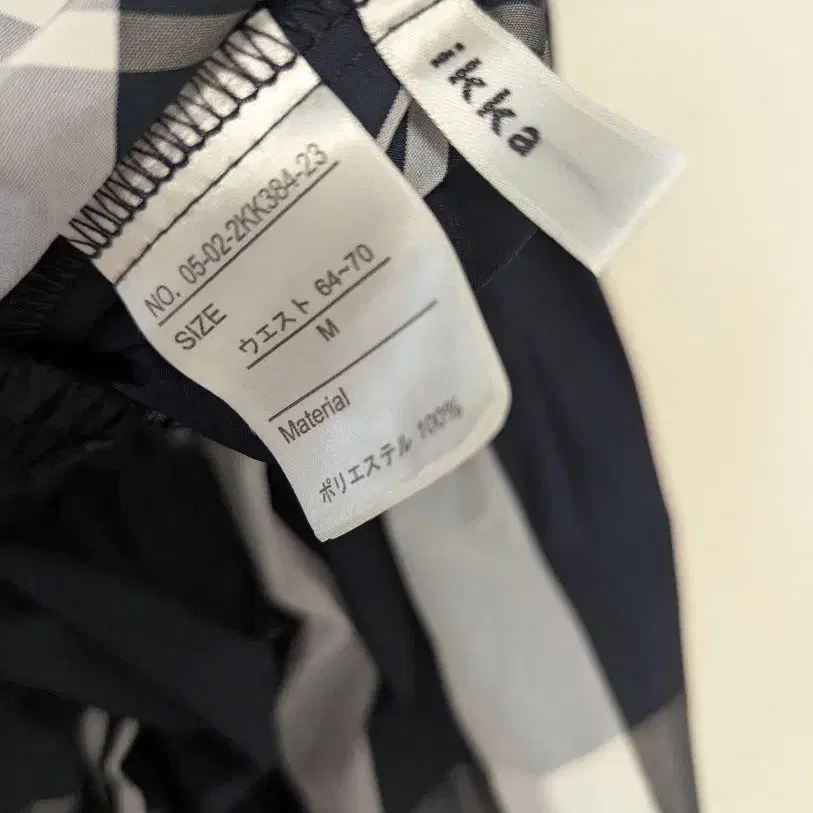 ikka
NO. 05-02-2KK384-23
SIZE
ウエスト 64~70
M
Material
ポリエステル 100%